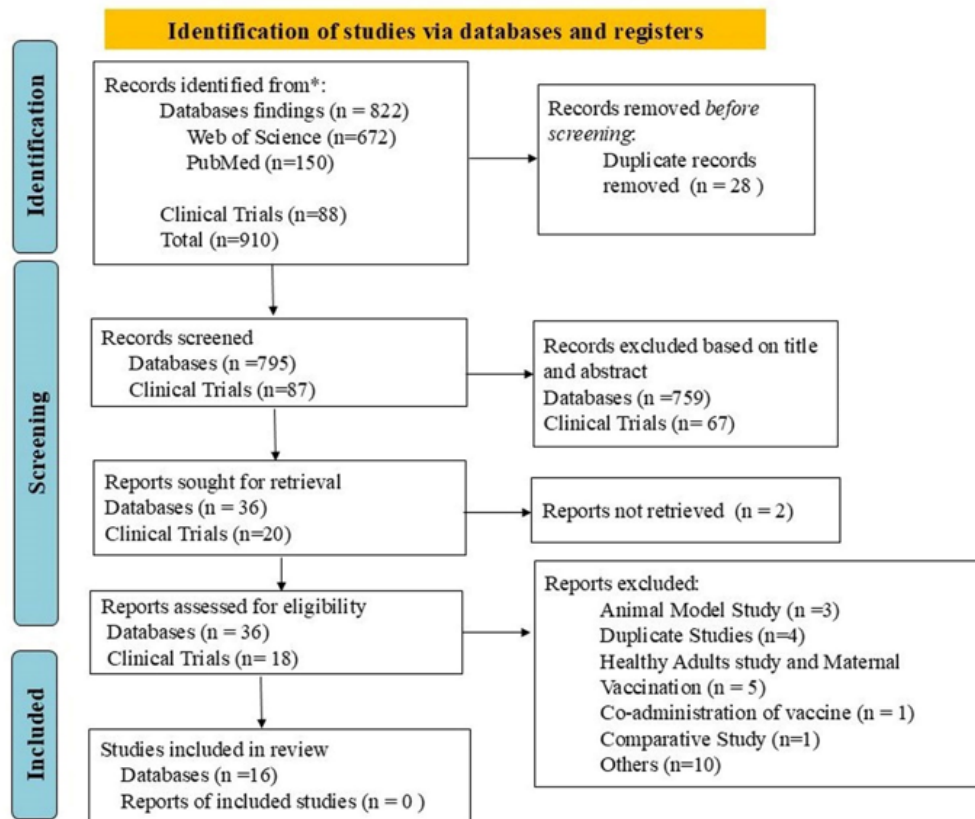 Identification of studies via databases and registers
Identification
Records identified from*:
Databases findings (n = 822)
Web of Science (n=672)
PubMed (n=150)
Clinical Trials (n=88)
Total (n=910)
Records removed before
screening:
Duplicate records
removed (n = 28 )
Screening
Records screened
Databases (n =795)
Clinical Trials (n=87)
Records excluded based on title
and abstract
Databases (n =759)
Clinical Trials (n= 67)
Reports sought for retrieval
Databases (n = 36)
Clinical Trials (n=20)
Reports not retrieved (n = 2)
Reports assessed for eligibility
Databases (n = 36)
Clinical Trials (n= 18)
Reports excluded:
Animal Model Study (n =3)
Duplicate Studies (n=4)
Healthy Adults study and Maternal
Vaccination (n = 5)
Co-administration of vaccine (n = 1)
Comparative Study (n=1)
Others (n=10)
Included
Studies included in review
Databases (n =16)
Reports of included studies (n = 0 )